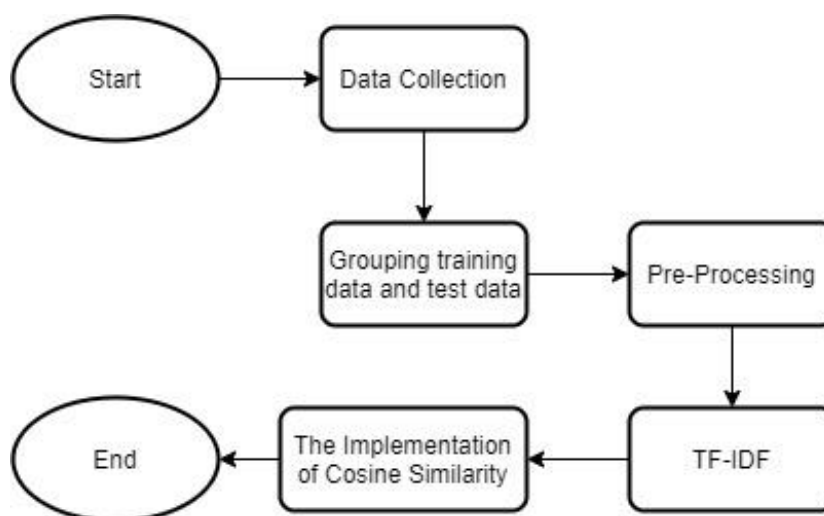 Start
Data Collection
Grouping training
data and test data
Pre-Processing
TF-IDF
The Implementation
of Cosine Similarity
End